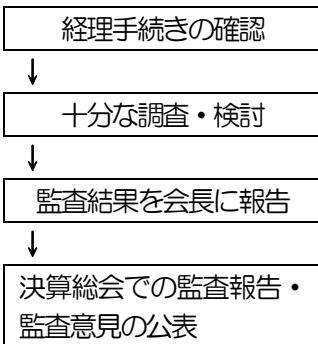 経理手続きの確認
↓
十分な調査・検討
↓
監査結果を会長に報告
↓
決算総会での監査報告・
監査意見の公表